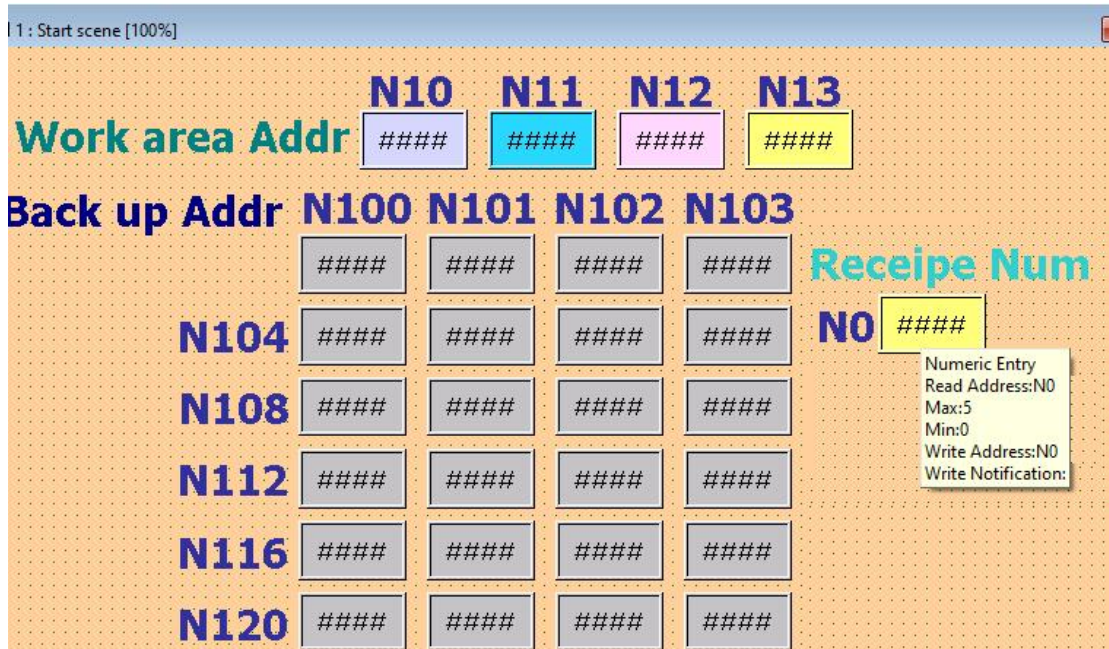 1 : Start scene [100%]
N10 N11 N12 N13
Work area Addr #### #### #### ####
Back up Addr N100 N101 N102 N103
#### #### #### ####
Receipe Num
N104 #### #### #### ####
N0 ####
Numeric Entry
Read Address:N0
Max:5
Min:0
Write Address:N0
Write Notification:
N108 #### #### #### ####
N112 #### #### #### ####
N116 #### #### #### ####
N120 #### #### #### ####